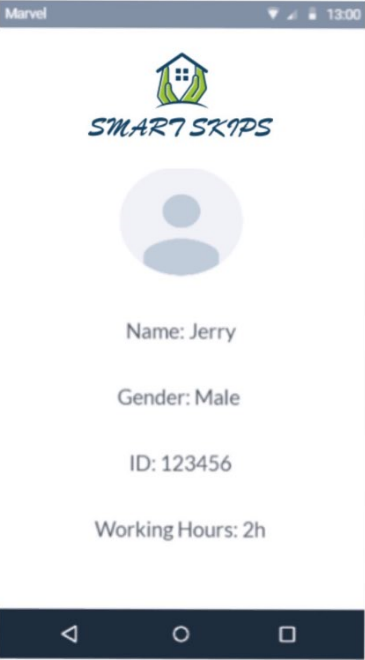 Marvel 13:00
SMART SKIPS
Name: Jerry
Gender: Male
ID: 123456
Working Hours: 2h